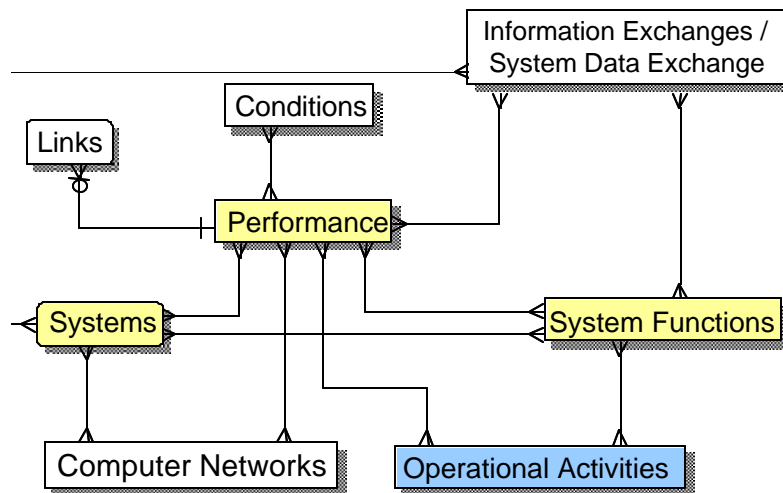 Information Exchanges /
System Data Exchange
Conditions
Links
Performance
Systems
System Functions
Computer Networks
Operational Activities